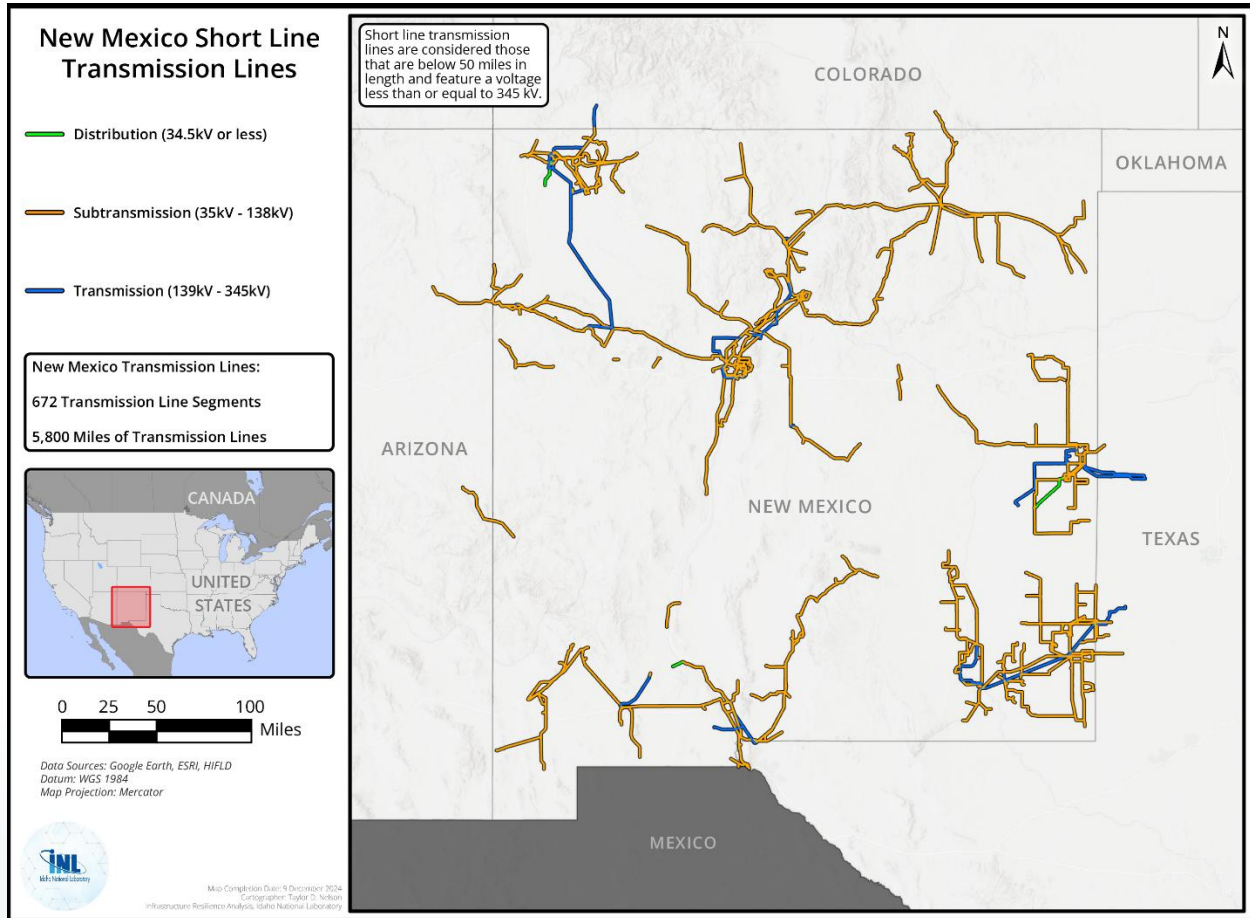 New Mexico Short Line
Transmission Lines
Distribution (34.5kV or less)
Subtransmission (35kV - 138kV)
Transmission (139kV - 345kV)
New Mexico Transmission Lines:
672 Transmission Line Segments
5,800 Miles of Transmission Lines
CANADA
UNITED
STATES
0 25 50 100
Miles
Data Sources: Google Earth, ESRI, HIFLD
Datum: WGS 1984
Map Projection: Mercator
INL
Idaho National Laboratory
Map Completion Date: 9 December 2024
Cartographer: Taylor D. Nelson
Infrastructure Resilience Analysis, Idaho National Laboratory
Short line transmission
lines are considered those
that are below 50 miles in
length and feature a voltage
less than or equal to 345 kV.
N
COLORADO
OKLAHOMA
ARIZONA
NEW MEXICO
TEXAS
MEXICO